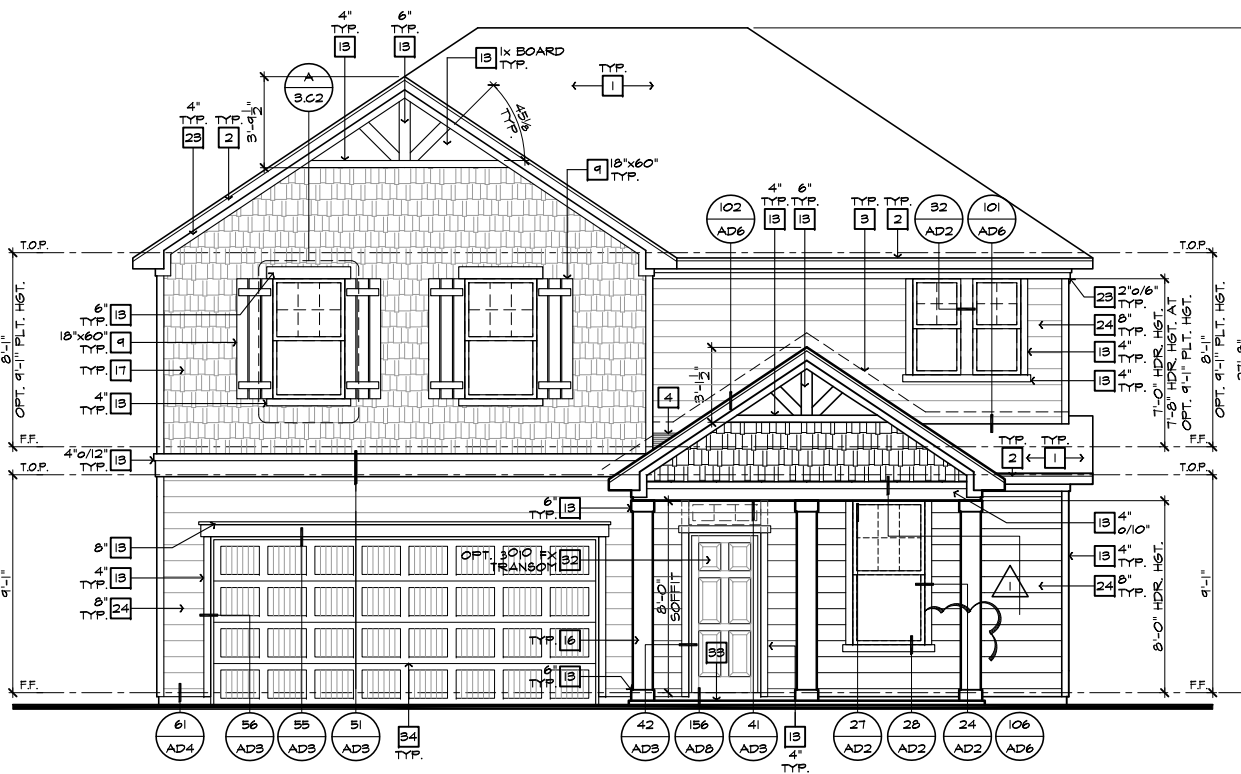 4"
TYP.
13
6"
TYP.
13
13 1x BOARD
TYP.
TYP.
1
A
3.C2
3'-9½"
4"
TYP.
23
TYP.
2
TYP.
9 18"x60"
TYP.
102
AD6
4"
TYP.
13
6"
TYP.
13
TYP.
3
TYP.
2
32
AD2
101
AD6
T.O.P.
T.O.P.
8'-1"
OPT. 9'-1" PLT. HGT.
6"
TYP. 13
18"x60"
TYP. 9
TYP. 17
4"
TYP. 13
23 2"o/6"
TYP.
24 8"
TYP.
13 4"
TYP.
13 4"
TYP.
7'-0" HDR. HGT.
7'-8" HDR. HGT. AT
OPT. 9'-1" PLT. HGT.
8'-1"
OPT. 9'-1" PLT. HGT.
3'-1½"
4
F.F.
F.F.
4"o/12"
TYP. 13
TYP.
2
TYP.
1
T.O.P.
T.O.P.
6"
TYP. 13
13 4"
o/10"
8" 13
OPT. 3010 FX
TRANSOM 32
13 4"
TYP.
4"
TYP. 13
24 8"
TYP.
1
8"
TYP. 24
9'-1"
8'-0"
SOFFIT
8'-0" HDR. HGT.
9'-1"
TYP. 16
33
6"
TYP. 13
F.F.
F.F.
61
AD4
56
AD3
55
AD3
51
AD3
34
TYP.
42
AD3
156
AD8
41
AD3
13
4"
TYP.
27
AD2
28
AD2
24
AD2
106
AD6